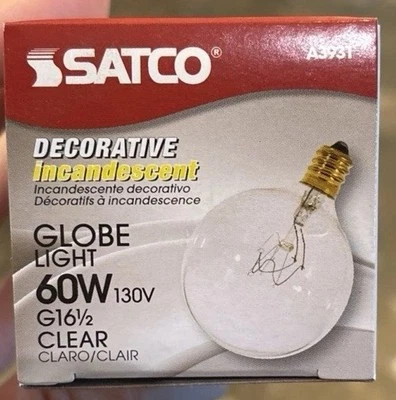 SATCO®
A3931
DECORATIVE
incandescent
Incandescente decorativo
Décoratifs à incandescence
GLOBE
LIGHT
60W 130V
G16½
CLEAR
CLARO/CLAIR